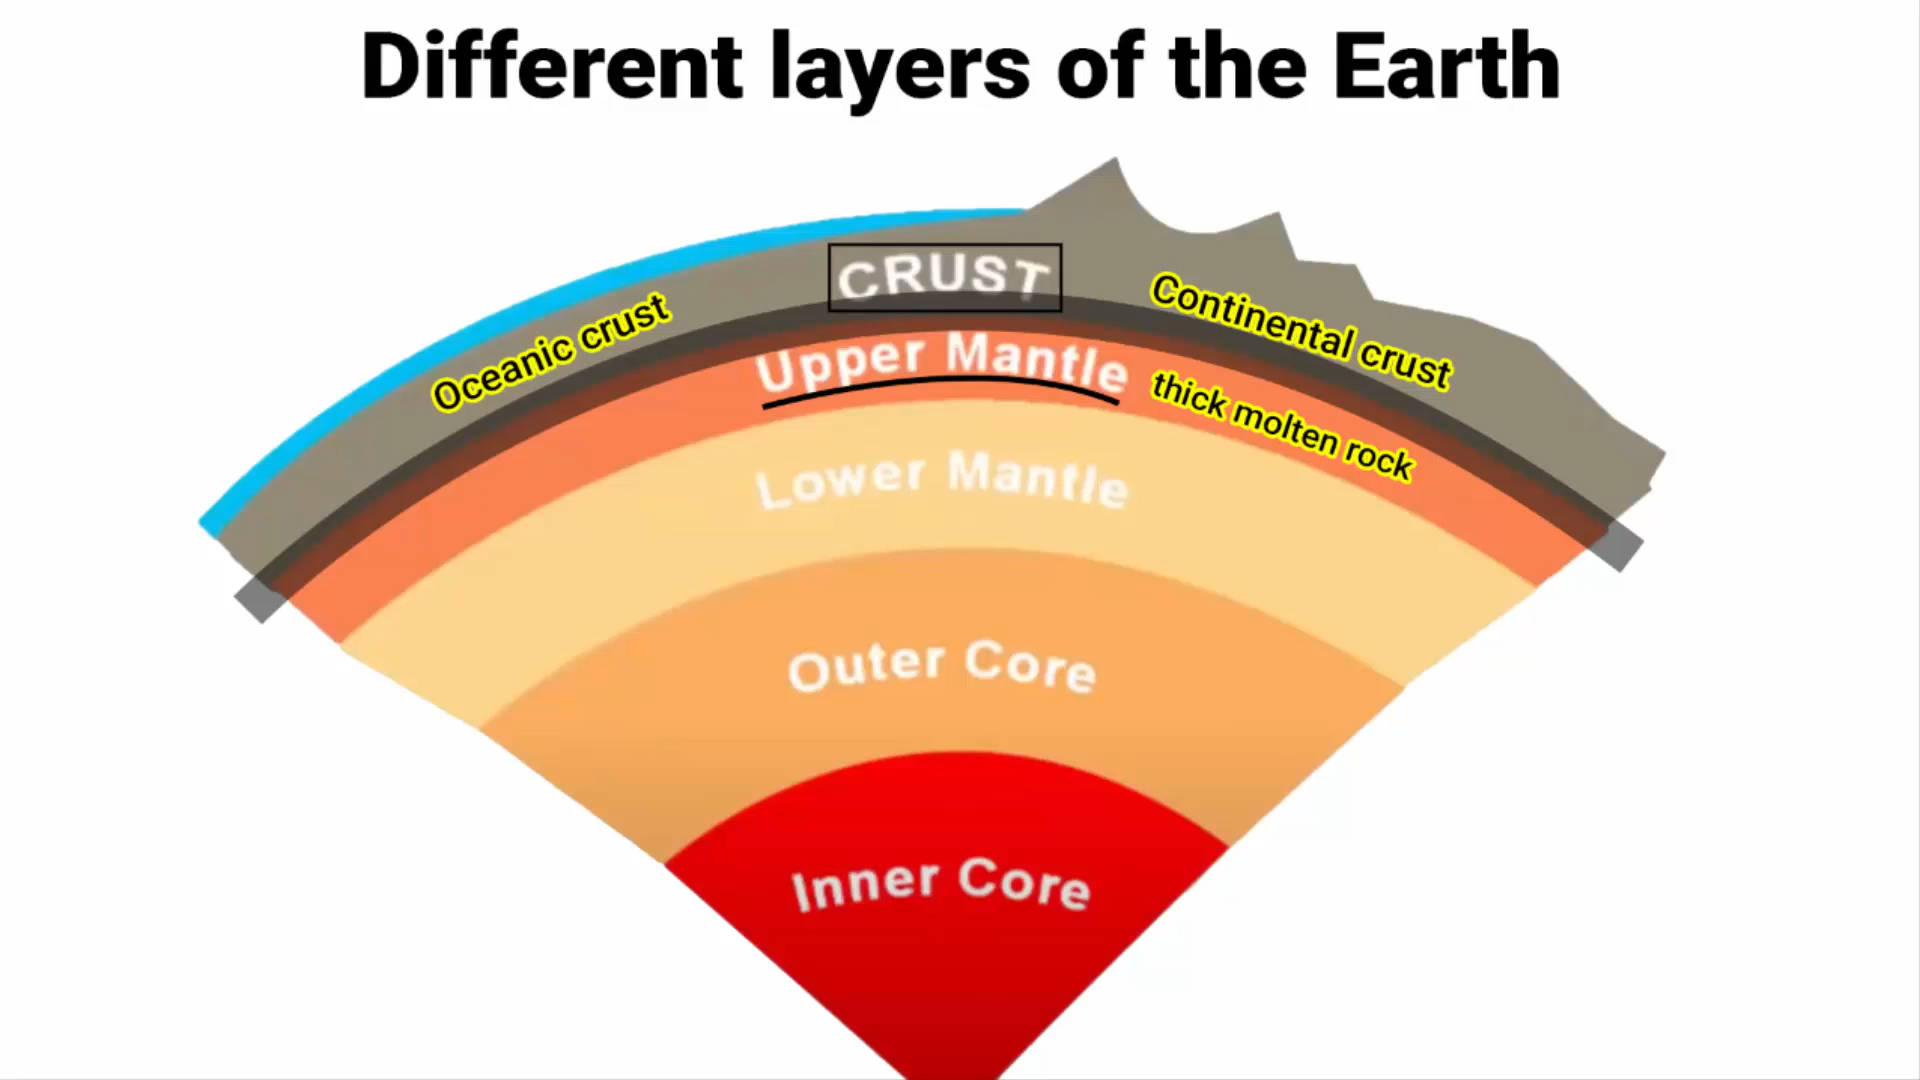 Different layers of the Earth
CRUST
Oceanic crust
Continental crust
Upper Mantle
thick molten rock
Lower Mantle
Outer Core
Inner Core